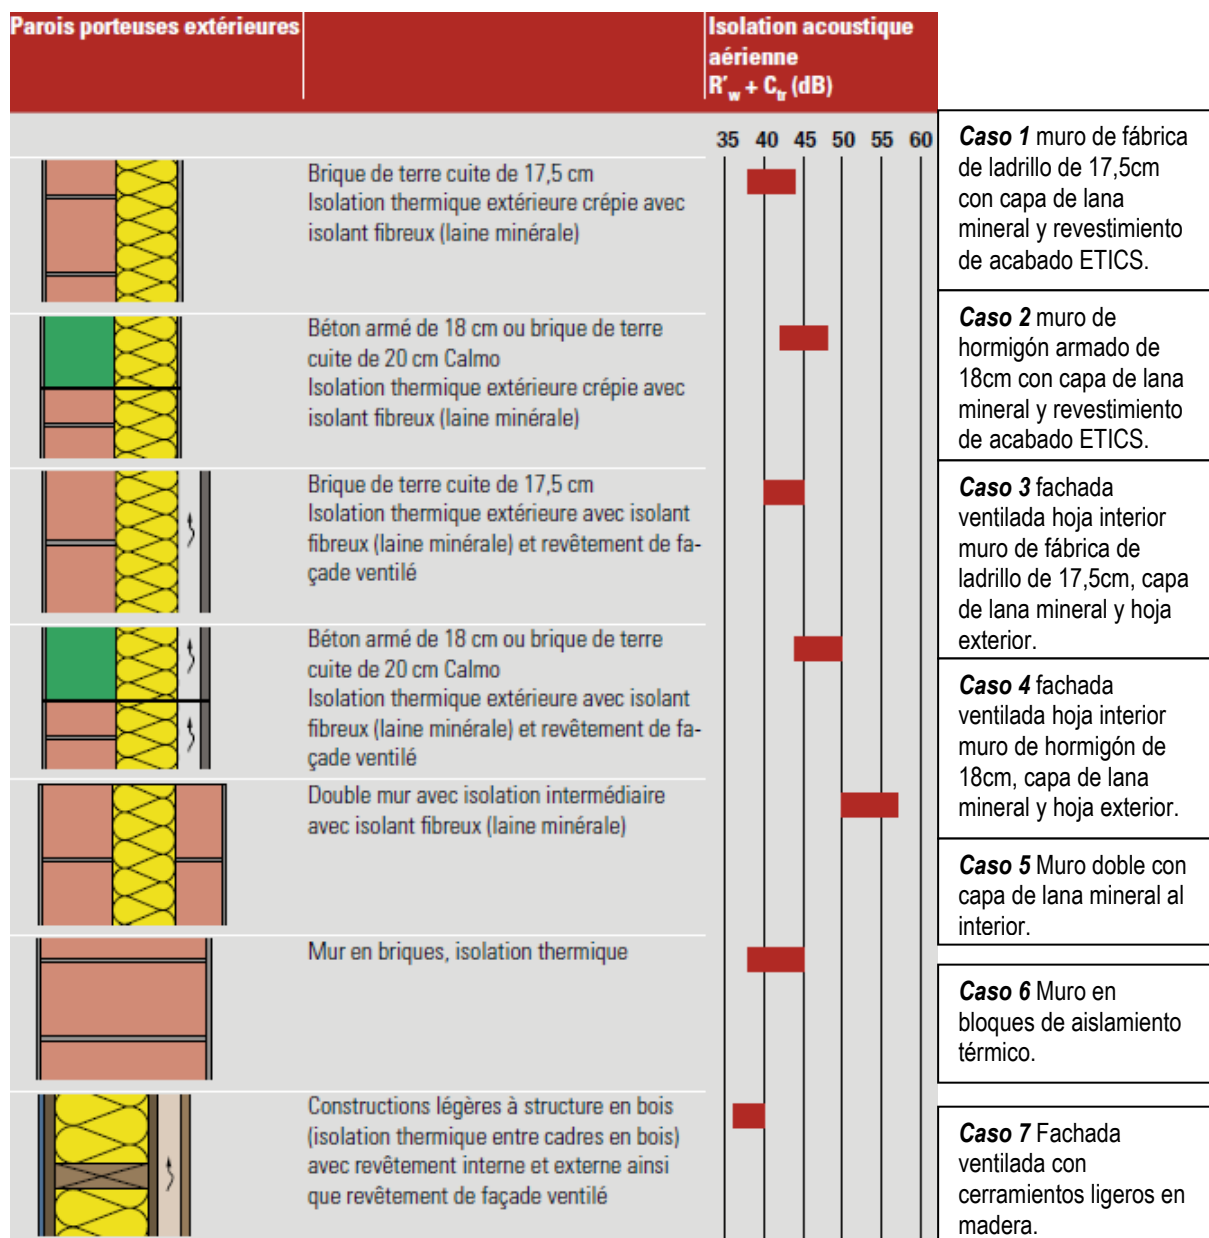 Parois porteuses extérieures
Isolation acoustique
aérienne
R'w + Ctr (dB)
35 40 45 50 55 60
Brique de terre cuite de 17,5 cm
Isolation thermique extérieure crépie avec
isolant fibreux (laine minérale)
Caso 1 muro de fábrica
de ladrillo de 17,5cm
con capa de lana
mineral y revestimiento
de acabado ETICS.
Béton armé de 18 cm ou brique de terre
cuite de 20 cm Calmo
Isolation thermique extérieure crépie avec
isolant fibreux (laine minérale)
Caso 2 muro de
hormigón armado de
18cm con capa de lana
mineral y revestimiento
de acabado ETICS.
Brique de terre cuite de 17,5 cm
Isolation thermique extérieure avec isolant
fibreux (laine minérale) et revêtement de fa-
çade ventilé
Caso 3 fachada
ventilada hoja interior
muro de fábrica de
ladrillo de 17,5cm, capa
de lana mineral y hoja
exterior.
Béton armé de 18 cm ou brique de terre
cuite de 20 cm Calmo
Isolation thermique extérieure avec isolant
fibreux (laine minérale) et revêtement de fa-
çade ventilé
Caso 4 fachada
ventilada hoja interior
muro de hormigón de
18cm, capa de lana
mineral y hoja exterior.
Double mur avec isolation intermédiaire
avec isolant fibreux (laine minérale)
Caso 5 Muro doble con
capa de lana mineral al
interior.
Mur en briques, isolation thermique
Caso 6 Muro en
bloques de aislamiento
térmico.
Constructions légères à structure en bois
(isolation thermique entre cadres en bois)
avec revêtement interne et externe ainsi
que revêtement de façade ventilé
Caso 7 Fachada
ventilada con
cerramientos ligeros en
madera.